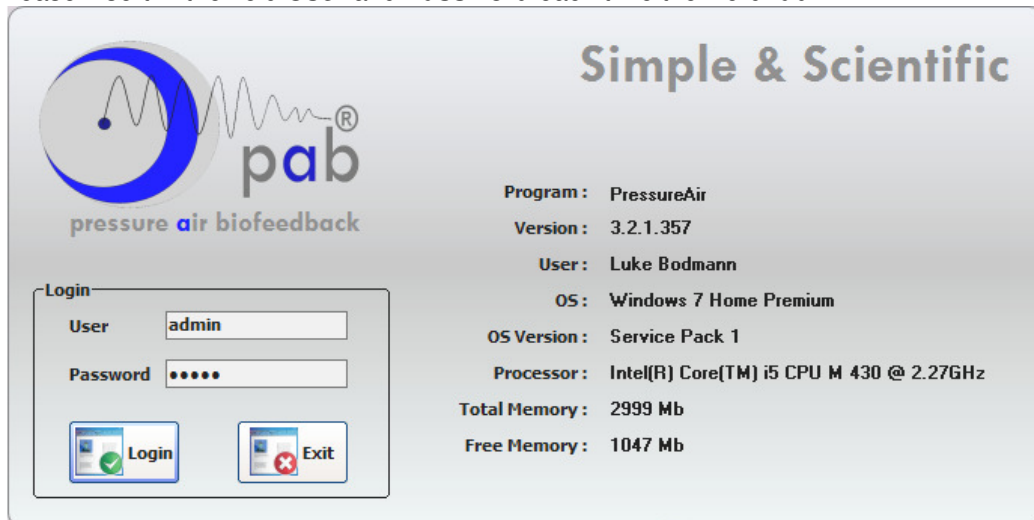 Simple & Scientific
pab®
pressure air biofeedback
Program : PressureAir
Version : 3.2.1.357
User : Luke Bodmann
OS : Windows 7 Home Premium
OS Version : Service Pack 1
Processor : Intel(R) Core(TM) i5 CPU M 430 @ 2.27GHz
Total Memory : 2999 Mb
Free Memory : 1047 Mb
Login
User admin
Password •••••
Login Exit